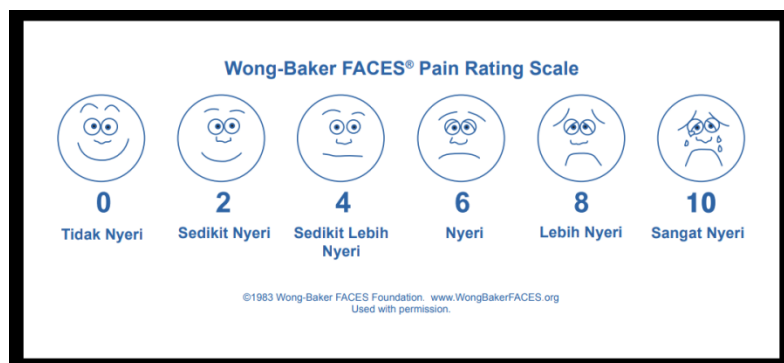 Wong-Baker FACES® Pain Rating Scale
0
2
4
6
8
10
Tidak Nyeri
Sedikit Nyeri
Sedikit Lebih
Nyeri
Nyeri
Lebih Nyeri
Sangat Nyeri
©1983 Wong-Baker FACES Foundation. www.WongBakerFACES.org
Used with permission.